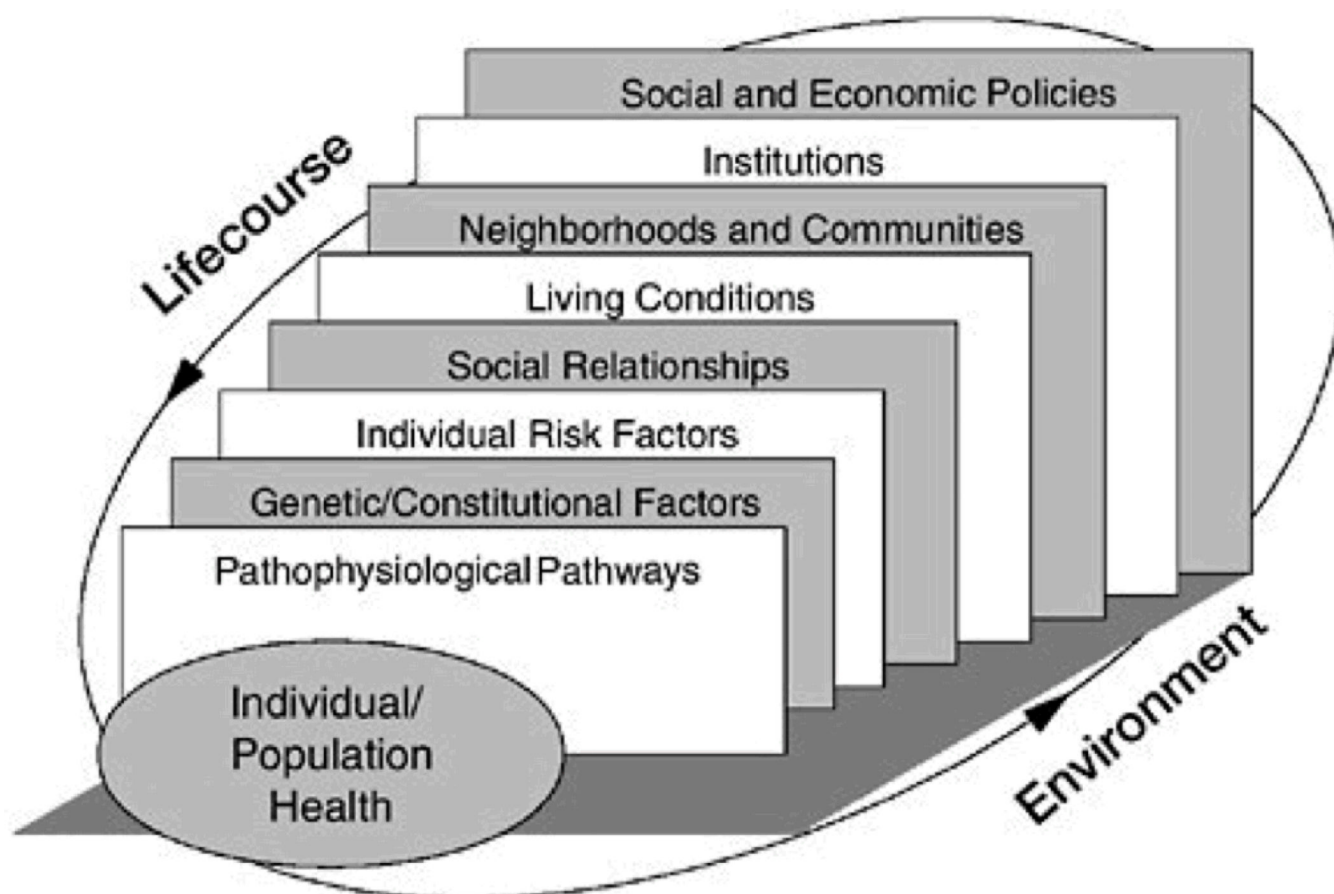 Social and Economic Policies
Institutions
Lifecourse
Neighborhoods and Communities
Living Conditions
Social Relationships
Individual Risk Factors
Genetic/Constitutional Factors
Pathophysiological Pathways
Individual/
Population
Health
Environment